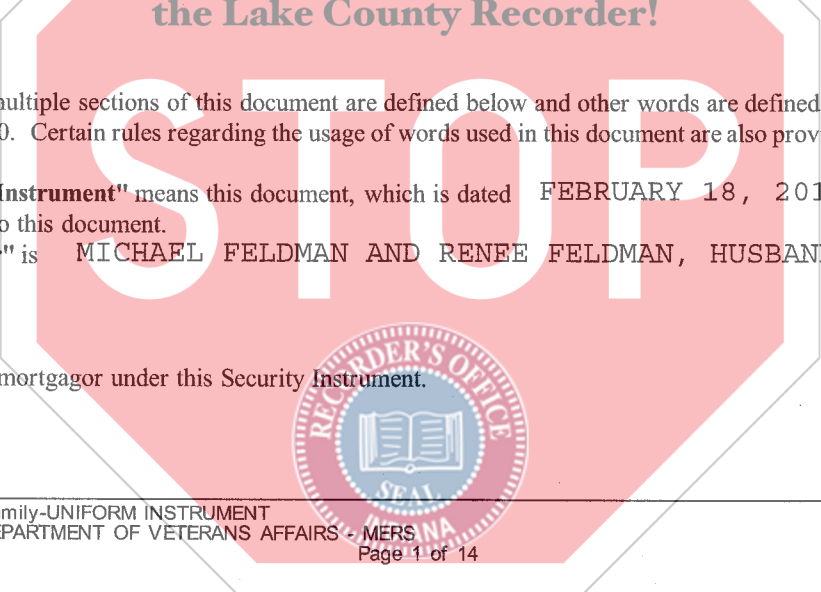 the Lake County Recorder!
multiple sections of this document are defined below and other words are defined
0. Certain rules regarding the usage of words used in this document are also prov
Instrument" means this document, which is dated FEBRUARY 18, 201
o this document.
" is MICHAEL FELDMAN AND RENEE FELDMAN, HUSBAN
STOP
mortgagor under this Security Instrument.
RECORDER'S OFFICE
SEAL
INDIANA
mily-UNIFORM INSTRUMENT
EPARTMENT OF VETERANS AFFAIRS - MERS
Page 1 of 14